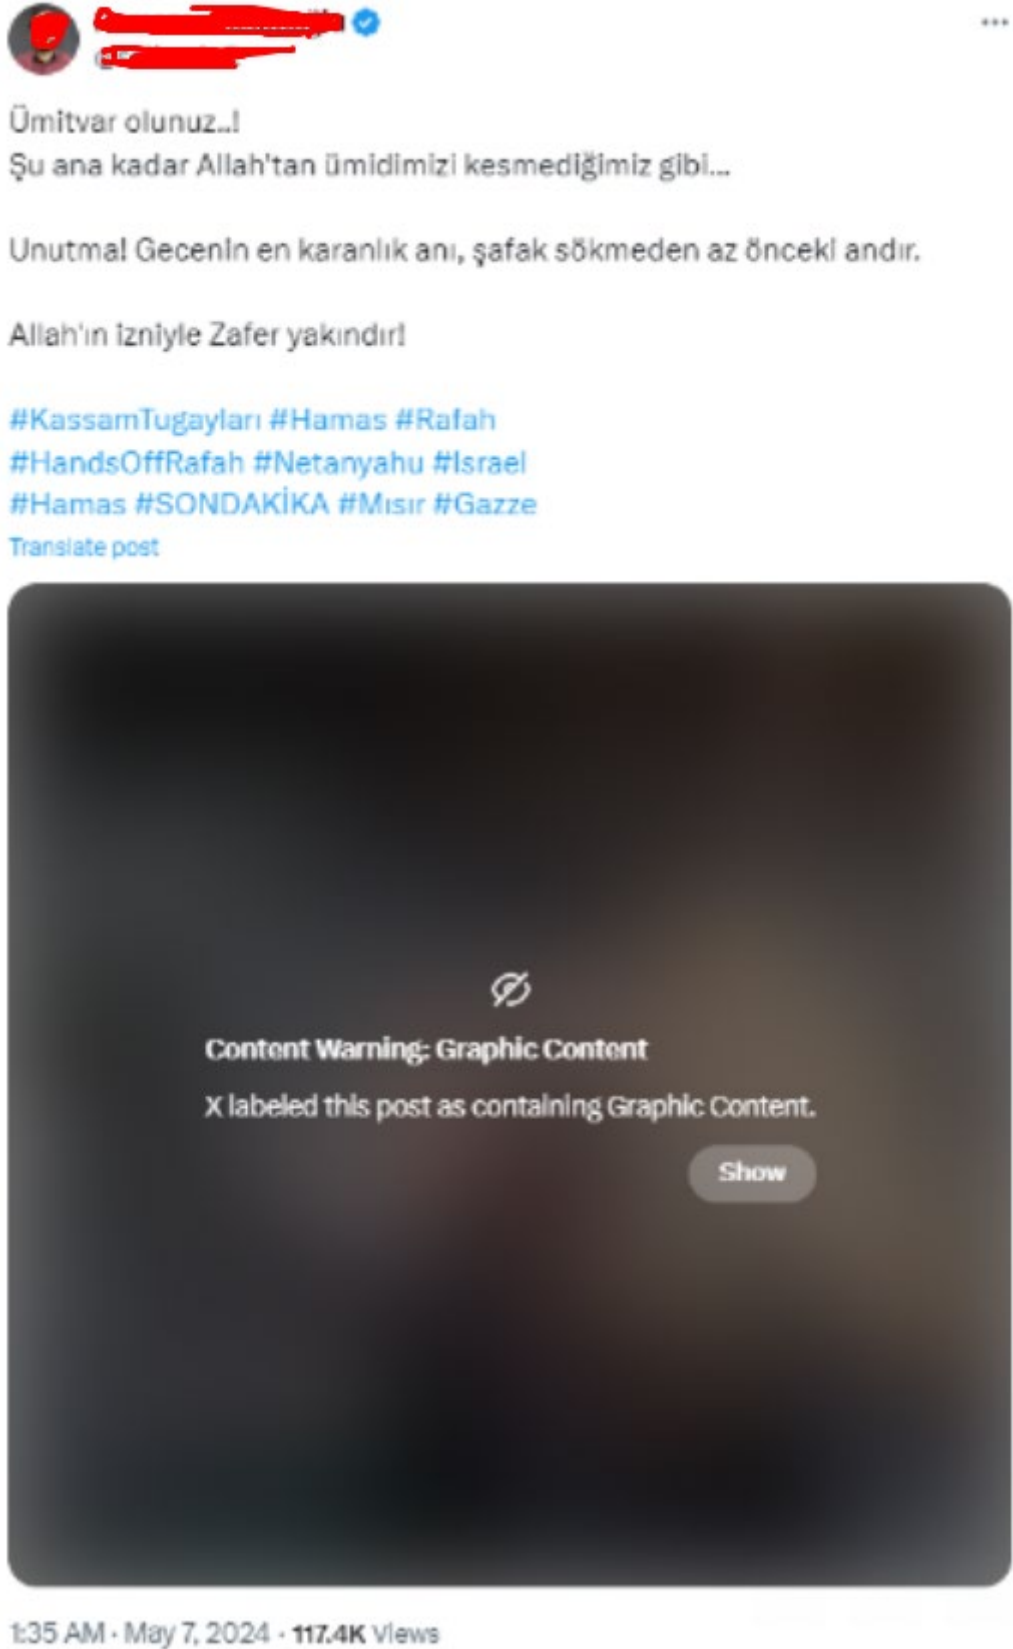 Ümitvar olunuz..!
Şu ana kadar Allah'tan ümidimizi kesmediğimiz gibi...
Unutma! Gecenin en karanlık anı, şafak sökmeden az önceki andır.
Allah'ın izniyle Zafer yakındır!
#KassamTugayları #Hamas #Rafah
#HandsOffRafah #Netanyahu #Israel
#Hamas #SONDAKİKA #Mısır #Gazze
Translate post
Content Warning: Graphic Content
X labeled this post as containing Graphic Content.
Show
1:35 AM · May 7, 2024 · 117.4K Views